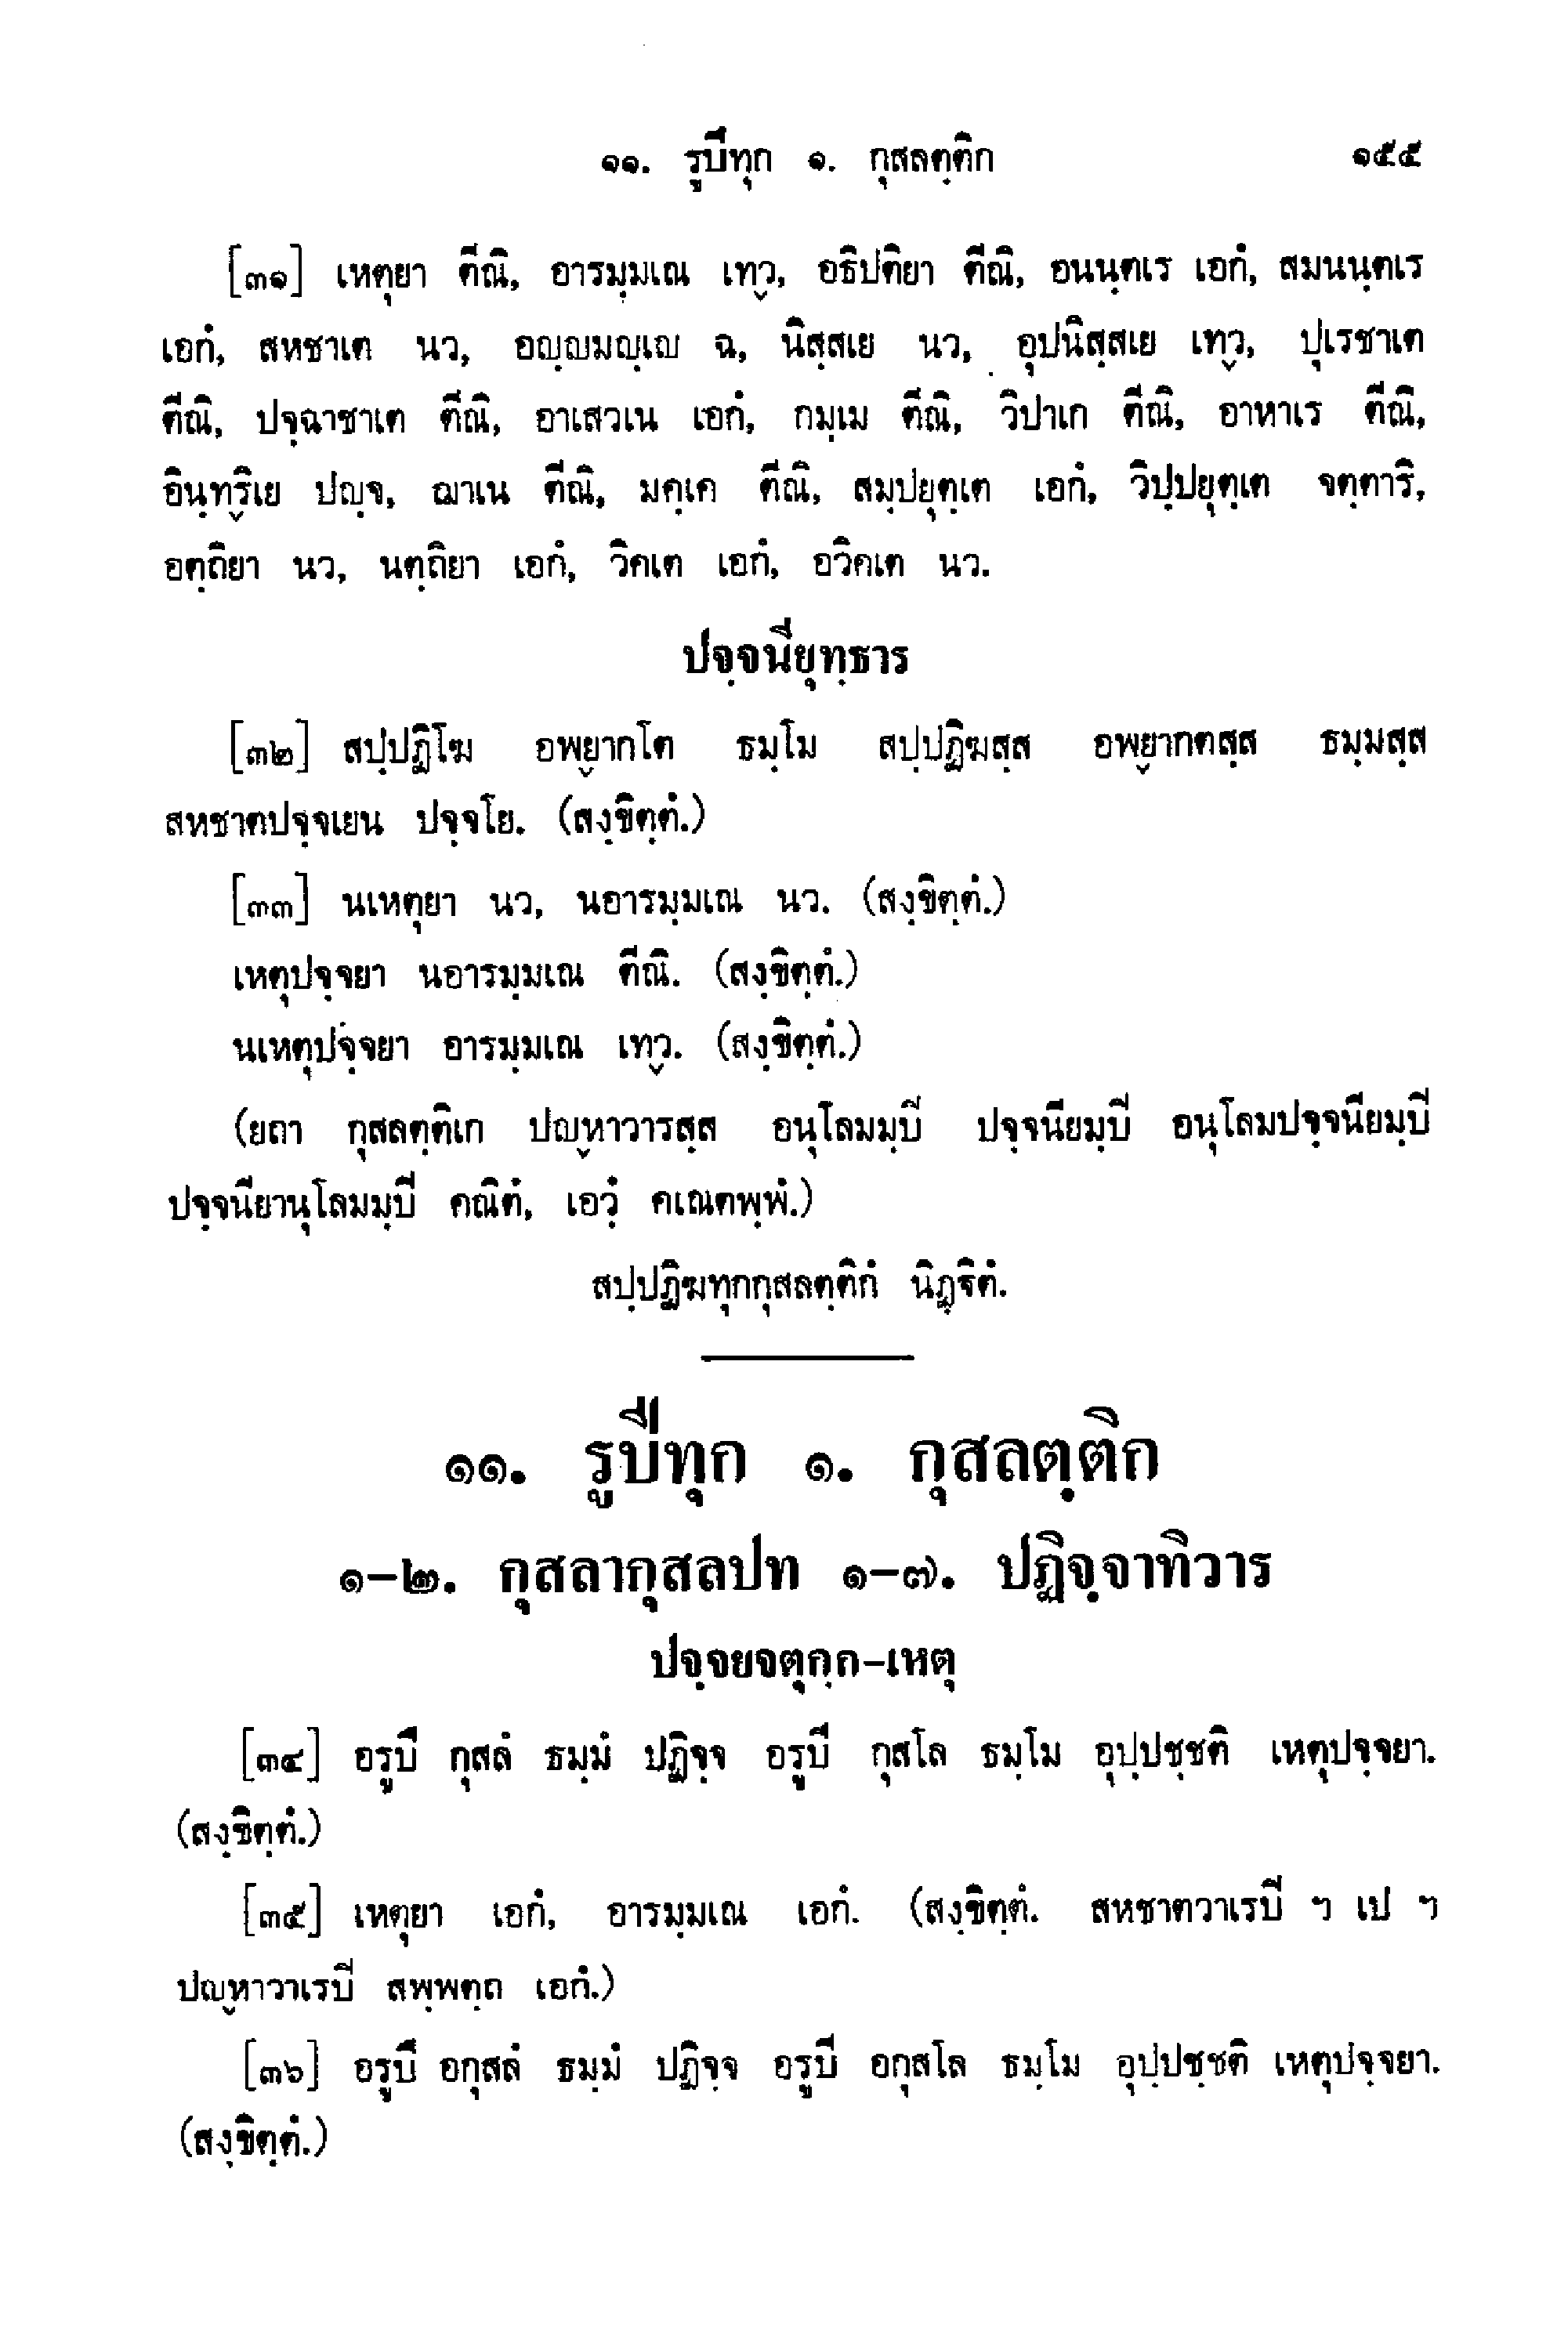 ๑๑. รูปีทุก ๑. กุสลตฺติก ๑๕๕
[๓๑] เหตุยา ตีณิ, อารมฺมเณ เทฺว, อธิปติยา ตีณิ, อนนฺตเร เอกํ, สมนนฺตเร
เอกํ, สหชาเต นว, อญฺญมญฺเญ ฉ, นิสฺสเย นว, อุปนิสฺสเย เทฺว, ปุเรชาเต
ตีณิ, ปจฺฉาชาเต ตีณิ, อาเสวเน เอกํ, กมฺเม ตีณิ, วิปาเก ตีณิ, อาหาเร ตีณิ,
อินฺทฺริเย ปญฺจ, ฌาเน ตีณิ, มคฺเค ตีณิ, สมฺปยุตฺเต เอกํ, วิปฺปยุตฺเต จตฺตาริ,
อตฺถิยา นว, นตฺถิยา เอกํ, วิคเต เอกํ, อวิคเต นว.
ปจฺจนียุทฺธาร
[๓๒] สปฺปฏิโฆ อพฺยากโต ธมฺโม สปฺปฏิฆสฺส อพฺยากตสฺส ธมฺมสฺส
สหชาตปจฺจเยน ปจฺจโย. (สงฺขิตฺตํ.)
[๓๓] นเหตุยา นว, นอารมฺมเณ นว. (สงฺขิตฺตํ.)
เหตุปจฺจยา นอารมฺมเณ ตีณิ. (สงฺขิตฺตํ.)
นเหตุปจฺจยา อารมฺมเณ เทฺว. (สงฺขิตฺตํ.)
(ยถา กุสลตฺติเก ปญฺหาวารสฺส อนุโลมมฺปิ ปจฺจนียมฺปิ อนุโลมปจฺจนียมฺปิ
ปจฺจนียานุโลมมฺปิ คณิตํ, เอวํ คเณตพฺพํ.)
สปฺปฏิฆทุกกุสลตฺติกํ นิฏฺฐิตํ.
๑๑. รูปีทุก ๑. กุสลตฺติก
๑-๒. กุสลากุสลปท ๑-๗. ปฏิจฺจาทิวาร
ปจฺจยจตุกฺก-เหตุ
[๓๔] อรูปึ กุสลํ ธมฺมํ ปฏิจฺจ อรูปี กุสโล ธมฺโม อุปฺปชฺชติ เหตุปจฺจยา.
(สงฺขิตฺตํ.)
[๓๕] เหตุยา เอกํ, อารมฺมเณ เอกํ. (สงฺขิตฺตํ. สหชาตวาเรปิ ฯ เป ฯ
ปญฺหาวาเรปิ สพฺพตฺถ เอกํ.)
[๓๖] อรูปึ อกุสลํ ธมฺมํ ปฏิจฺจ อรูปี อกุสโล ธมฺโม อุปฺปชฺชติ เหตุปจฺจยา.
(สงฺขิตฺตํ.)